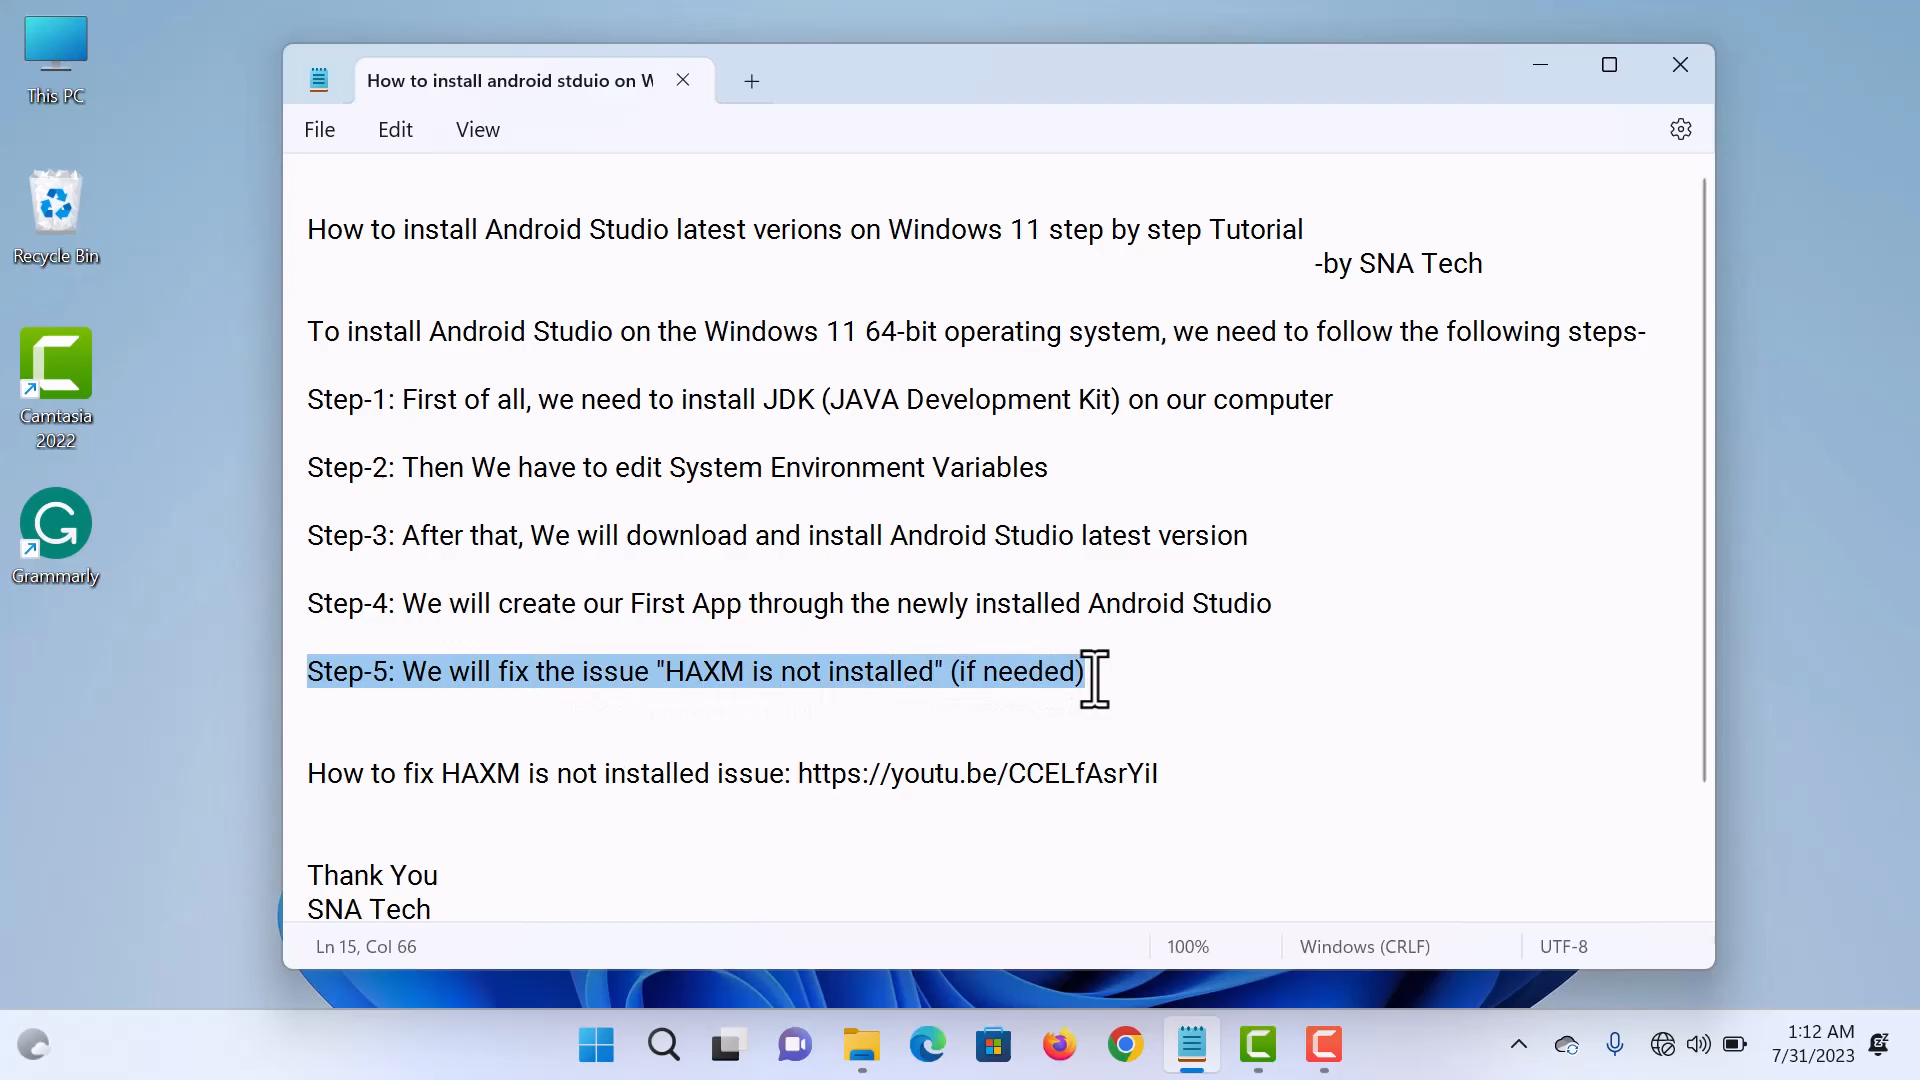 This PC
Recycle Bin
Camtasia
2022
Grammarly
How to install android stduio on W
File Edit View
How to install Android Studio latest verions on Windows 11 step by step Tutorial
-by SNA Tech
To install Android Studio on the Windows 11 64-bit operating system, we need to follow the following steps-
Step-1: First of all, we need to install JDK (JAVA Development Kit) on our computer
Step-2: Then We have to edit System Environment Variables
Step-3: After that, We will download and install Android Studio latest version
Step-4: We will create our First App through the newly installed Android Studio
Step-5: We will fix the issue "HAXM is not installed" (if needed)
How to fix HAXM is not installed issue: https://youtu.be/CCELfAsrYiI
Thank You
SNA Tech
Ln 15, Col 66 100% Windows (CRLF) UTF-8
1:12 AM
7/31/2023